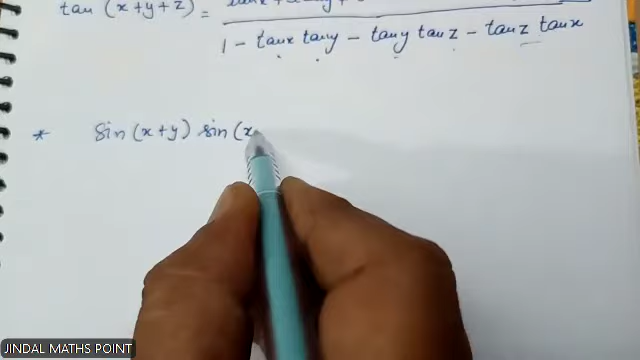 tan (x+y+z) =
1 - tanx tany - tany tanz - tanz tanx
* Sin (x+y) sin (x
JINDAL MATHS POINT